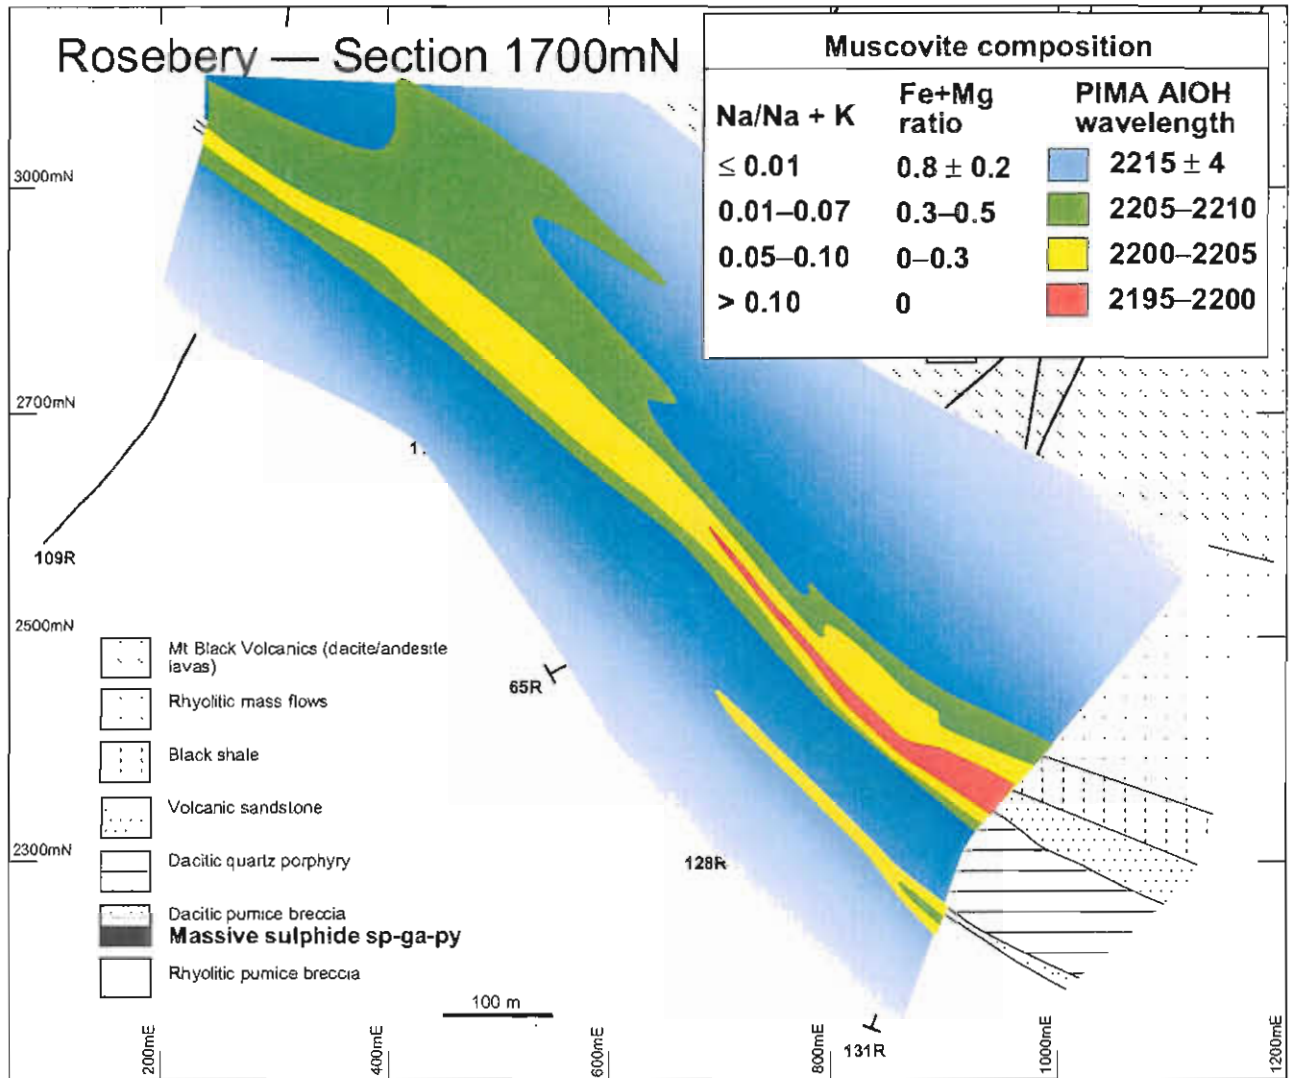 Rosebery — Section 1700mN
Muscovite composition
Na/Na + K
Fe+Mg
ratio
PIMA AlOH
wavelength
≤ 0.01
0.8 ± 0.2
2215 ± 4
0.01–0.07
0.3–0.5
2205–2210
0.05–0.10
0–0.3
2200–2205
> 0.10
0
2195–2200
3000mN
2700mN
2500mN
2300mN
1.
109R
65R
128R
131R
Mt Black Volcanics (dacite/andesite
lavas)
Rhyolitic mass flows
Black shale
Volcanic sandstone
Dacitic quartz porphyry
Dacitic pumice breccia
Massive sulphide sp-ga-py
Rhyolitic pumice breccia
100 m
200mE
400mE
600mE
800mE
1000mE
1200mE